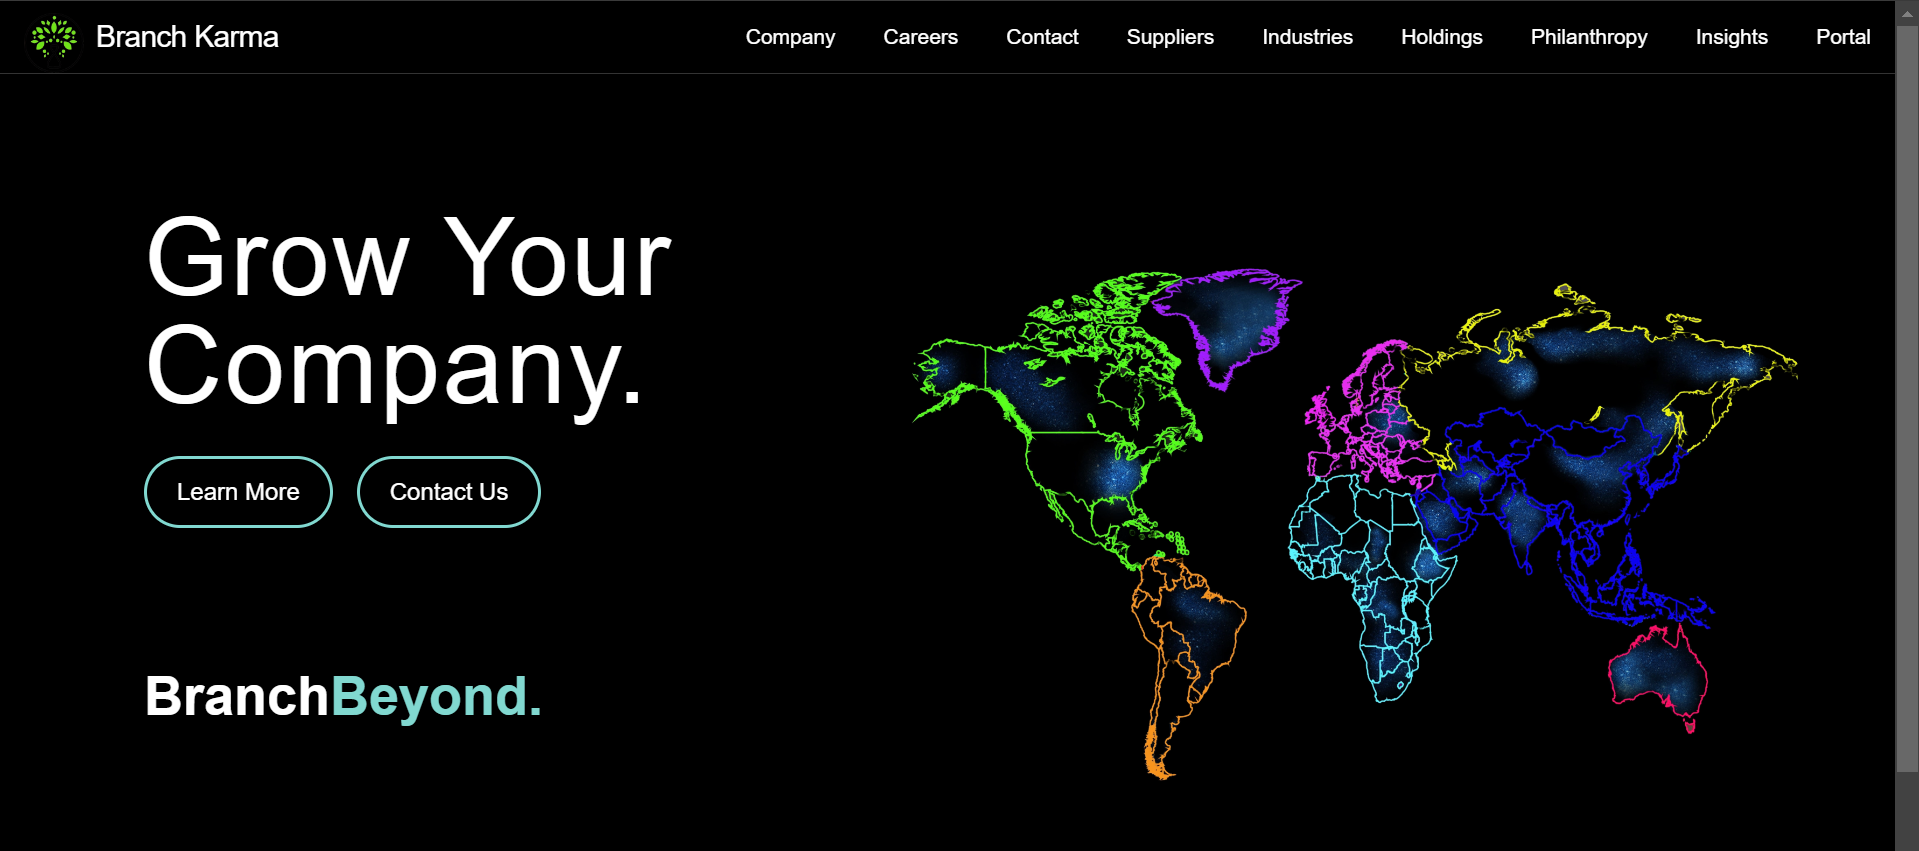 Branch Karma
Company Careers Contact Suppliers Industries Holdings Philanthropy Insights Portal
Grow Your
Company.
Learn More
Contact Us
BranchBeyond.